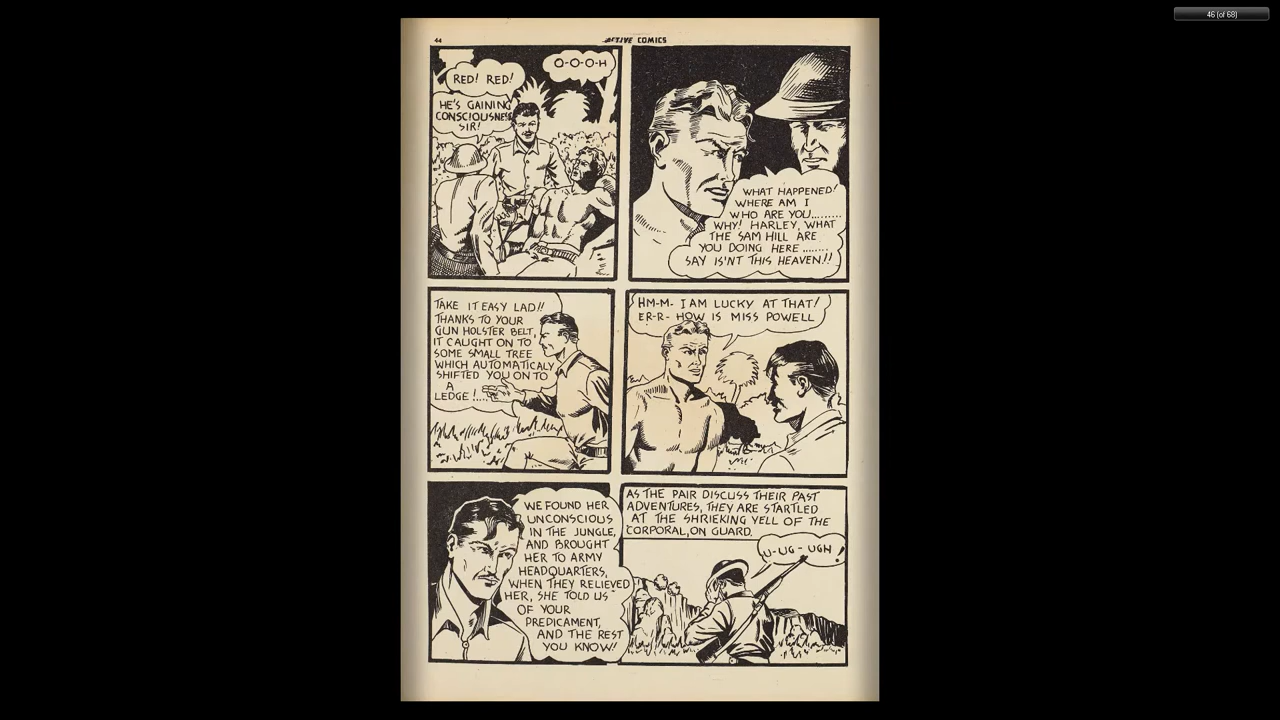 46 (of 68)
44
ACTIVE COMICS
RED! RED!
O-O-O-H
HE'S GAINING
CONSCIOUSNESS
SIR!
WHAT HAPPENED!
WHERE AM I
WHO ARE YOU.........
WHY! HARLEY, WHAT
THE SAM HILL ARE
YOU DOING HERE ........
SAY IS'NT THIS HEAVEN!!
TAKE IT EASY LAD!!
THANKS TO YOUR
GUN HOLSTER BELT,
IT CAUGHT ON TO
SOME SMALL TREE
WHICH AUTOMATICALY
SHIFTED YOU ON TO
A
LEDGE!....
HM-M- I AM LUCKY AT THAT!
ER-R- HOW IS MISS POWELL
WE FOUND HER
UNCONSCIOUS
IN THE JUNGLE,
AND BROUGHT
HER TO ARMY
HEADQUARTERS,
WHEN THEY RELIEVED
HER, SHE TOLD US
OF YOUR
PREDICAMENT,
AND THE REST
YOU KNOW!
AS THE PAIR DISCUSS THEIR PAST
ADVENTURES, THEY ARE STARTLED
AT THE SHRIEKING YELL OF THE
CORPORAL, ON GUARD.
U-UG-UGH!